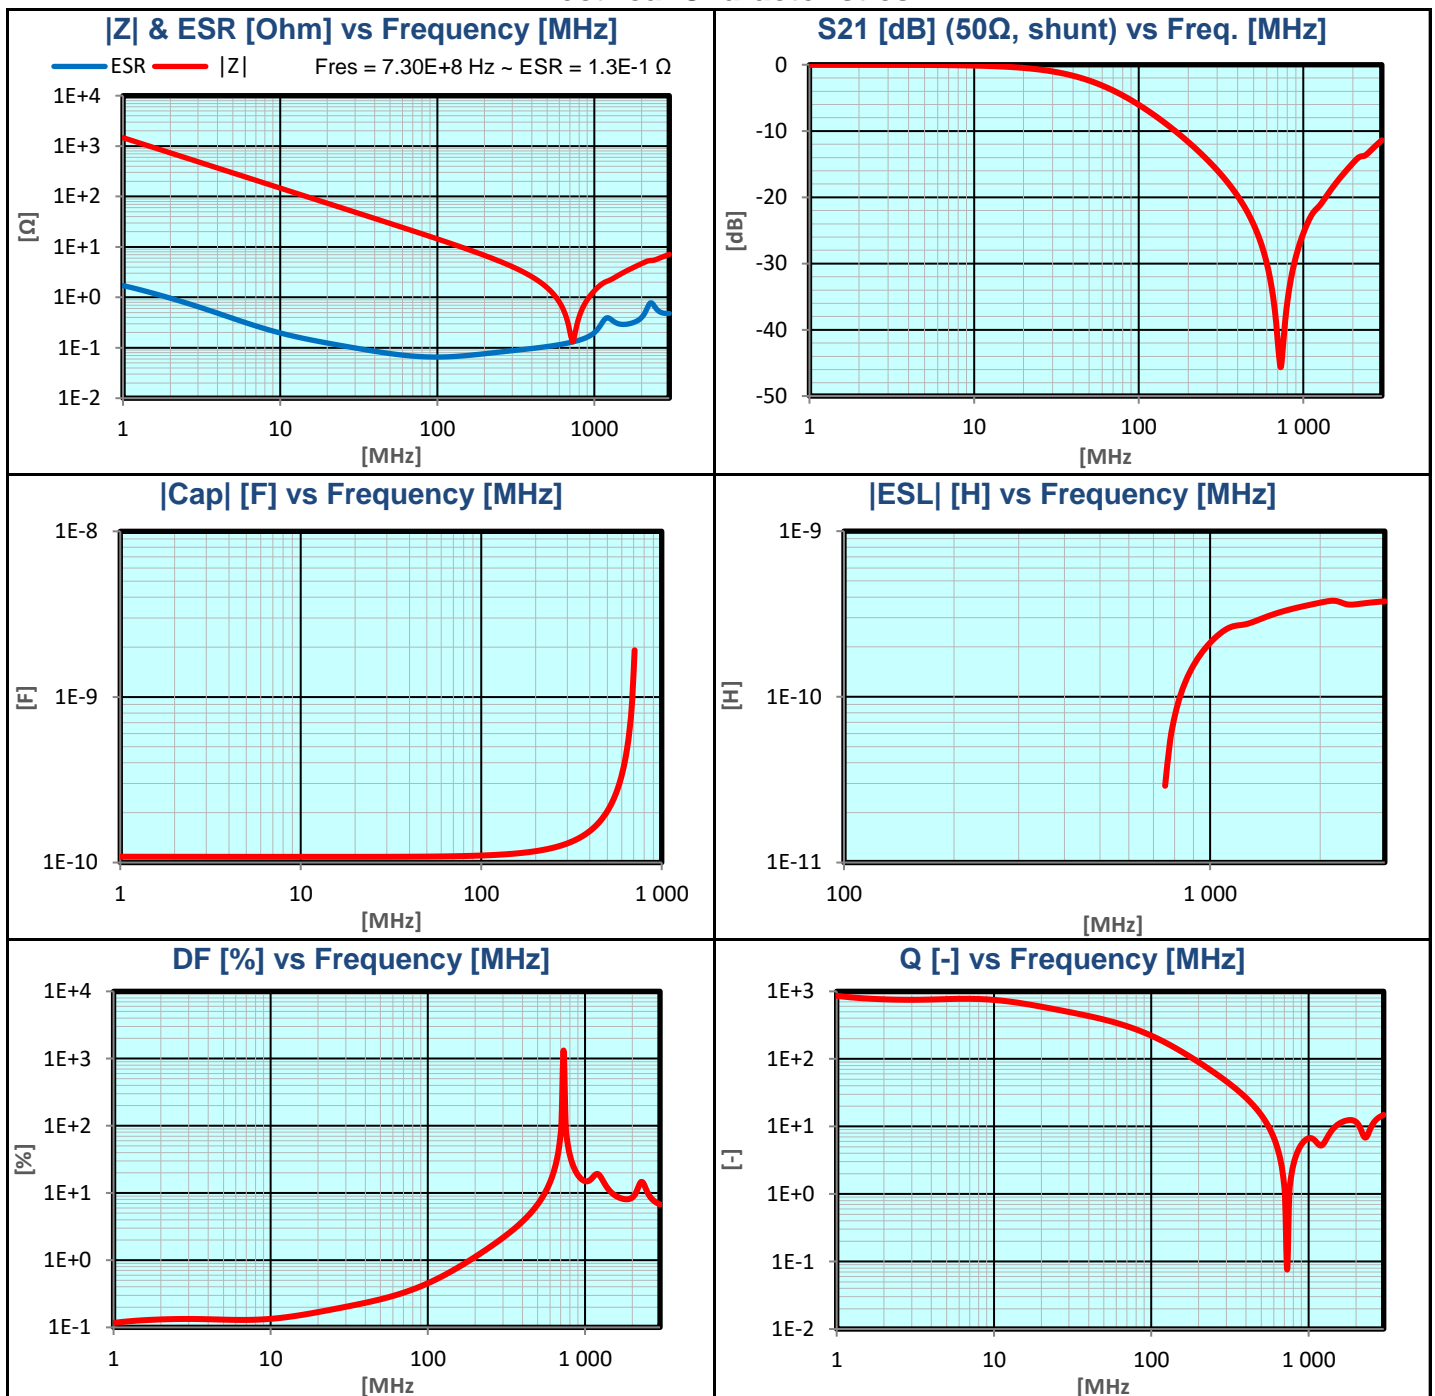 |Z| & ESR [Ohm] vs Frequency [MHz]
ESR |Z| Fres = 7.30E+8 Hz ~ ESR = 1.3E-1 Ω
1E+4
1E+3
1E+2
1E+1
1E+0
1E-1
1E-2
[Ω]
1 10 100 1000
[MHz]
S21 [dB] (50Ω, shunt) vs Freq. [MHz]
0
-10
-20
-30
-40
-50
[dB]
1 10 100 1 000
[MHz
|Cap| [F] vs Frequency [MHz]
1E-8
1E-9
1E-10
[F]
1 10 100 1 000
[MHz]
|ESL| [H] vs Frequency [MHz]
1E-9
1E-10
1E-11
[H]
100 1 000
[MHz]
DF [%] vs Frequency [MHz]
1E+4
1E+3
1E+2
1E+1
1E+0
1E-1
[%]
1 10 100 1 000
[MHz
Q [-] vs Frequency [MHz]
1E+3
1E+2
1E+1
1E+0
1E-1
1E-2
[-]
1 10 100 1 000
[MHz